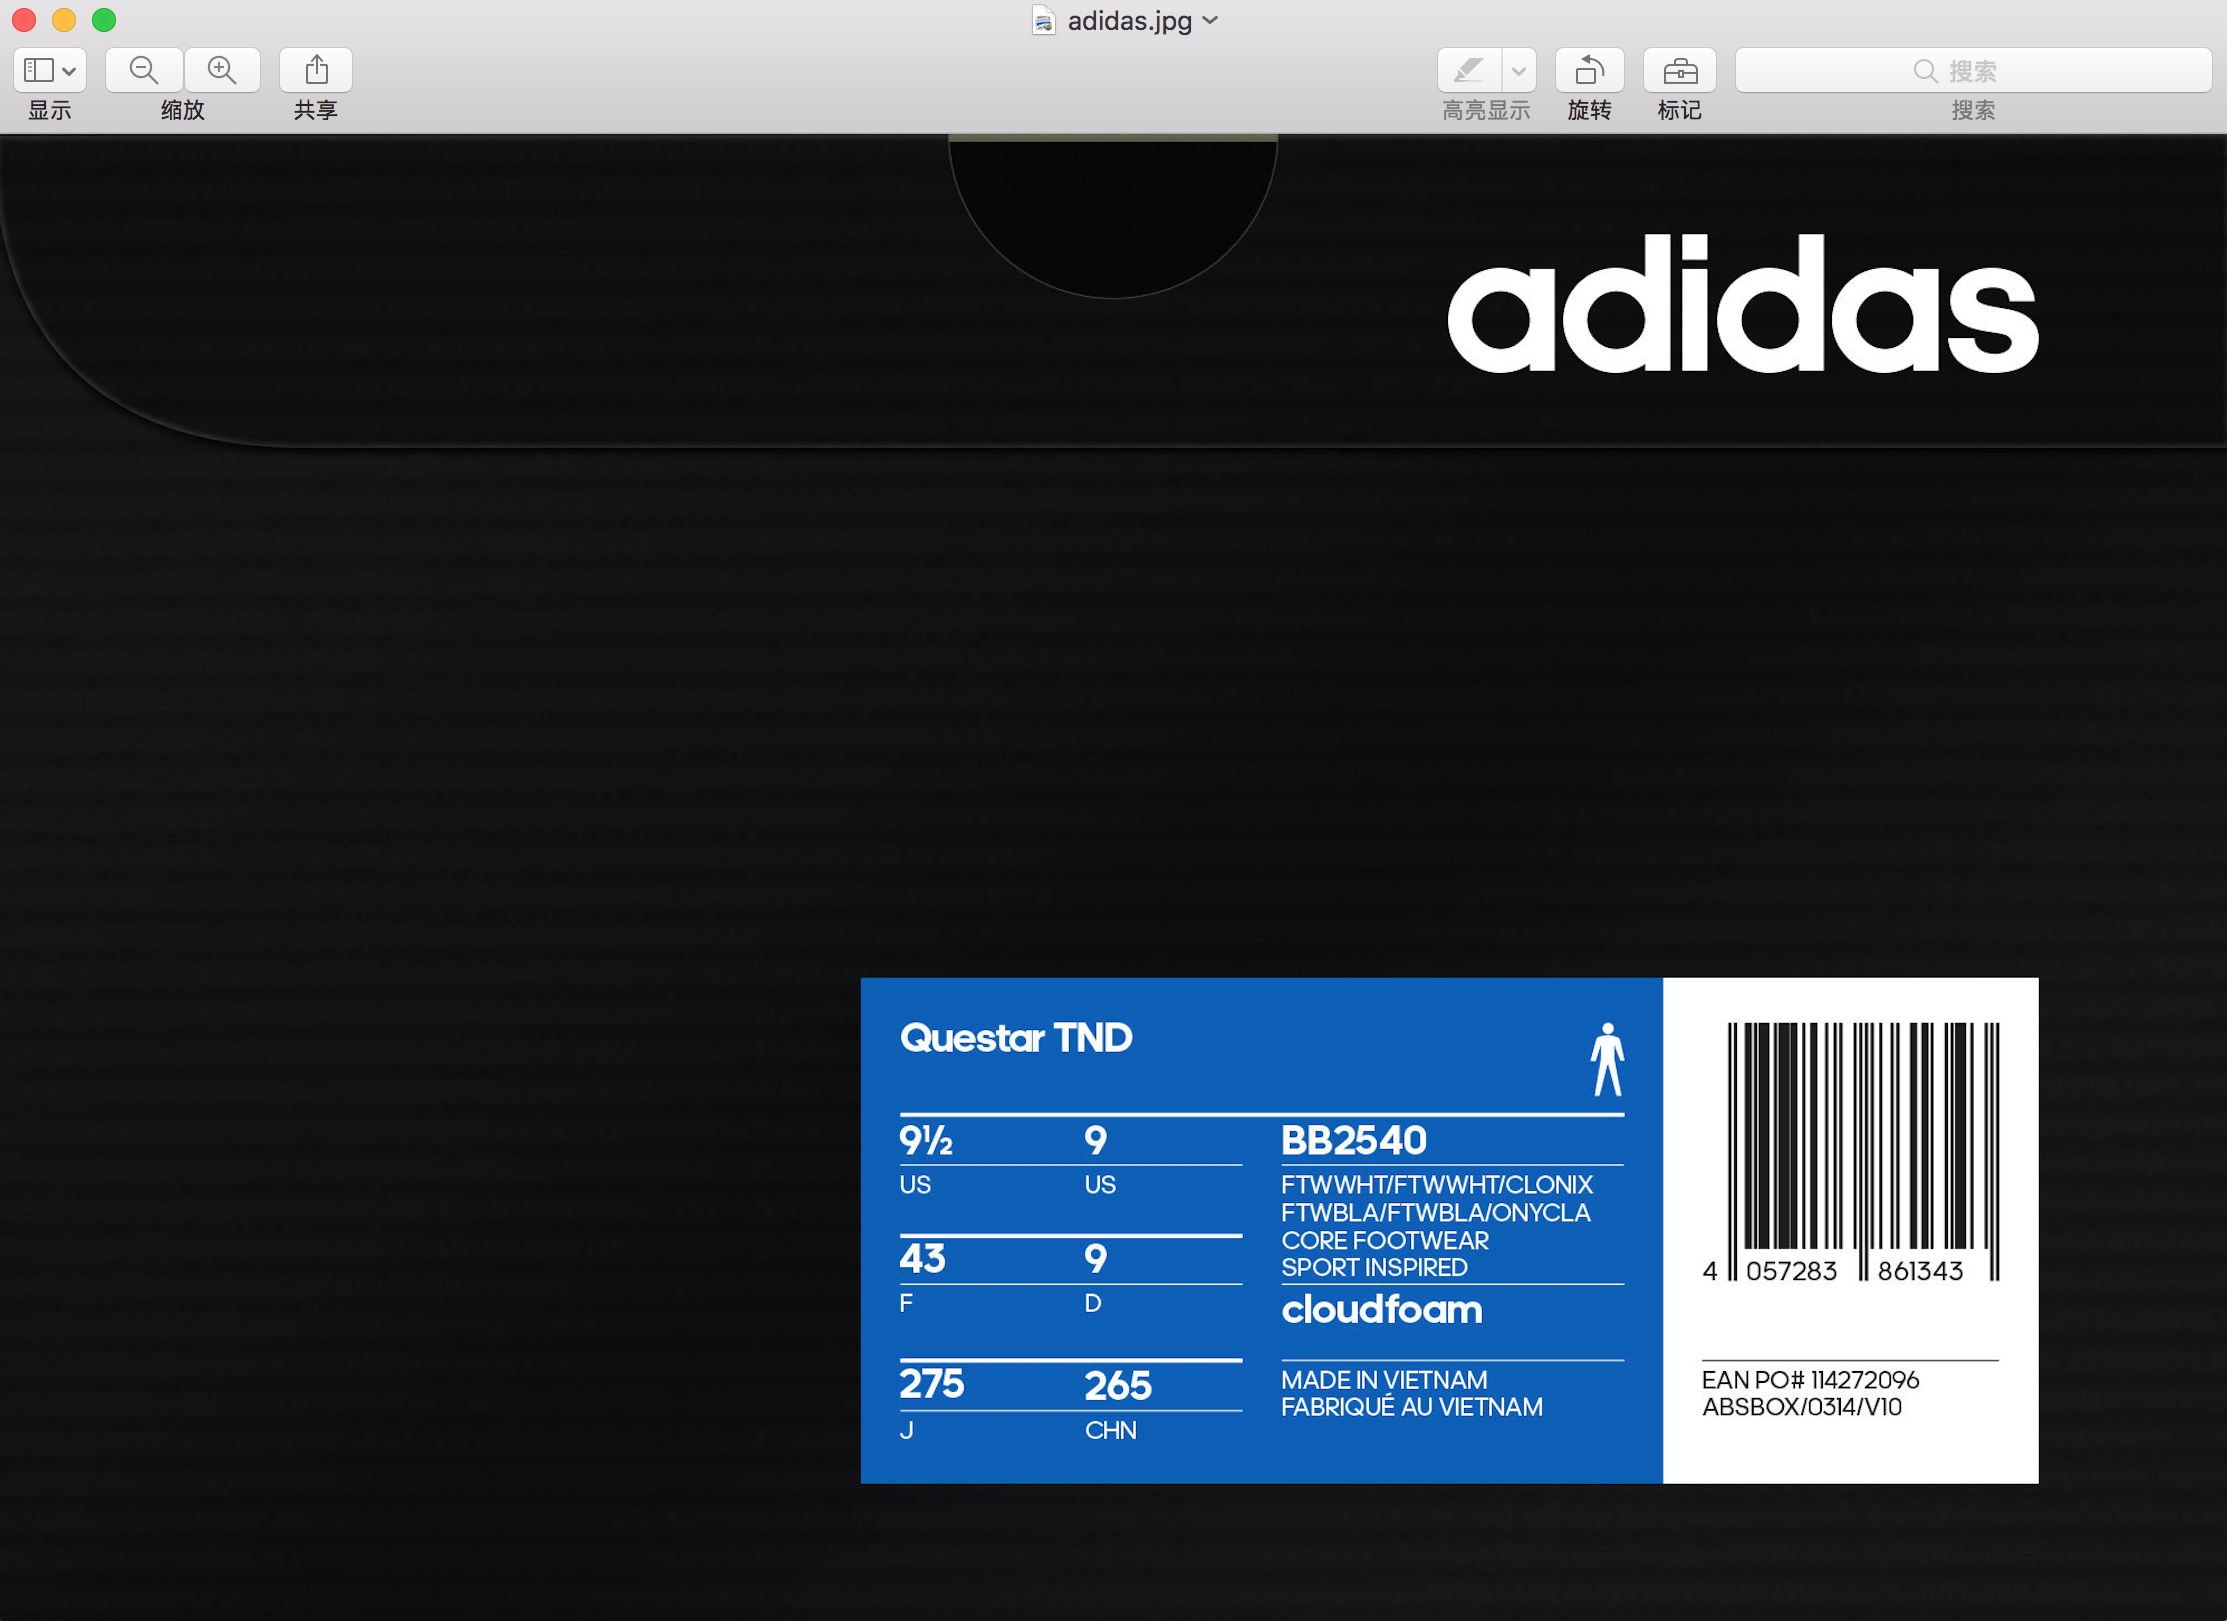 adidas.jpg
显示
缩放
共享
高亮显示
旋转
标记
搜索
搜索
adidas
Questar TND
9½
US
9
US
43
F
9
D
275
J
265
CHN
BB2540
FTWWHT/FTWWHT/CLONIX
FTWBLA/FTWBLA/ONYCLA
CORE FOOTWEAR
SPORT INSPIRED
cloudfoam
MADE IN VIETNAM
FABRIQUÉ AU VIETNAM
4 057283 861343
EAN PO# 114272096
ABSBOX/0314/V10